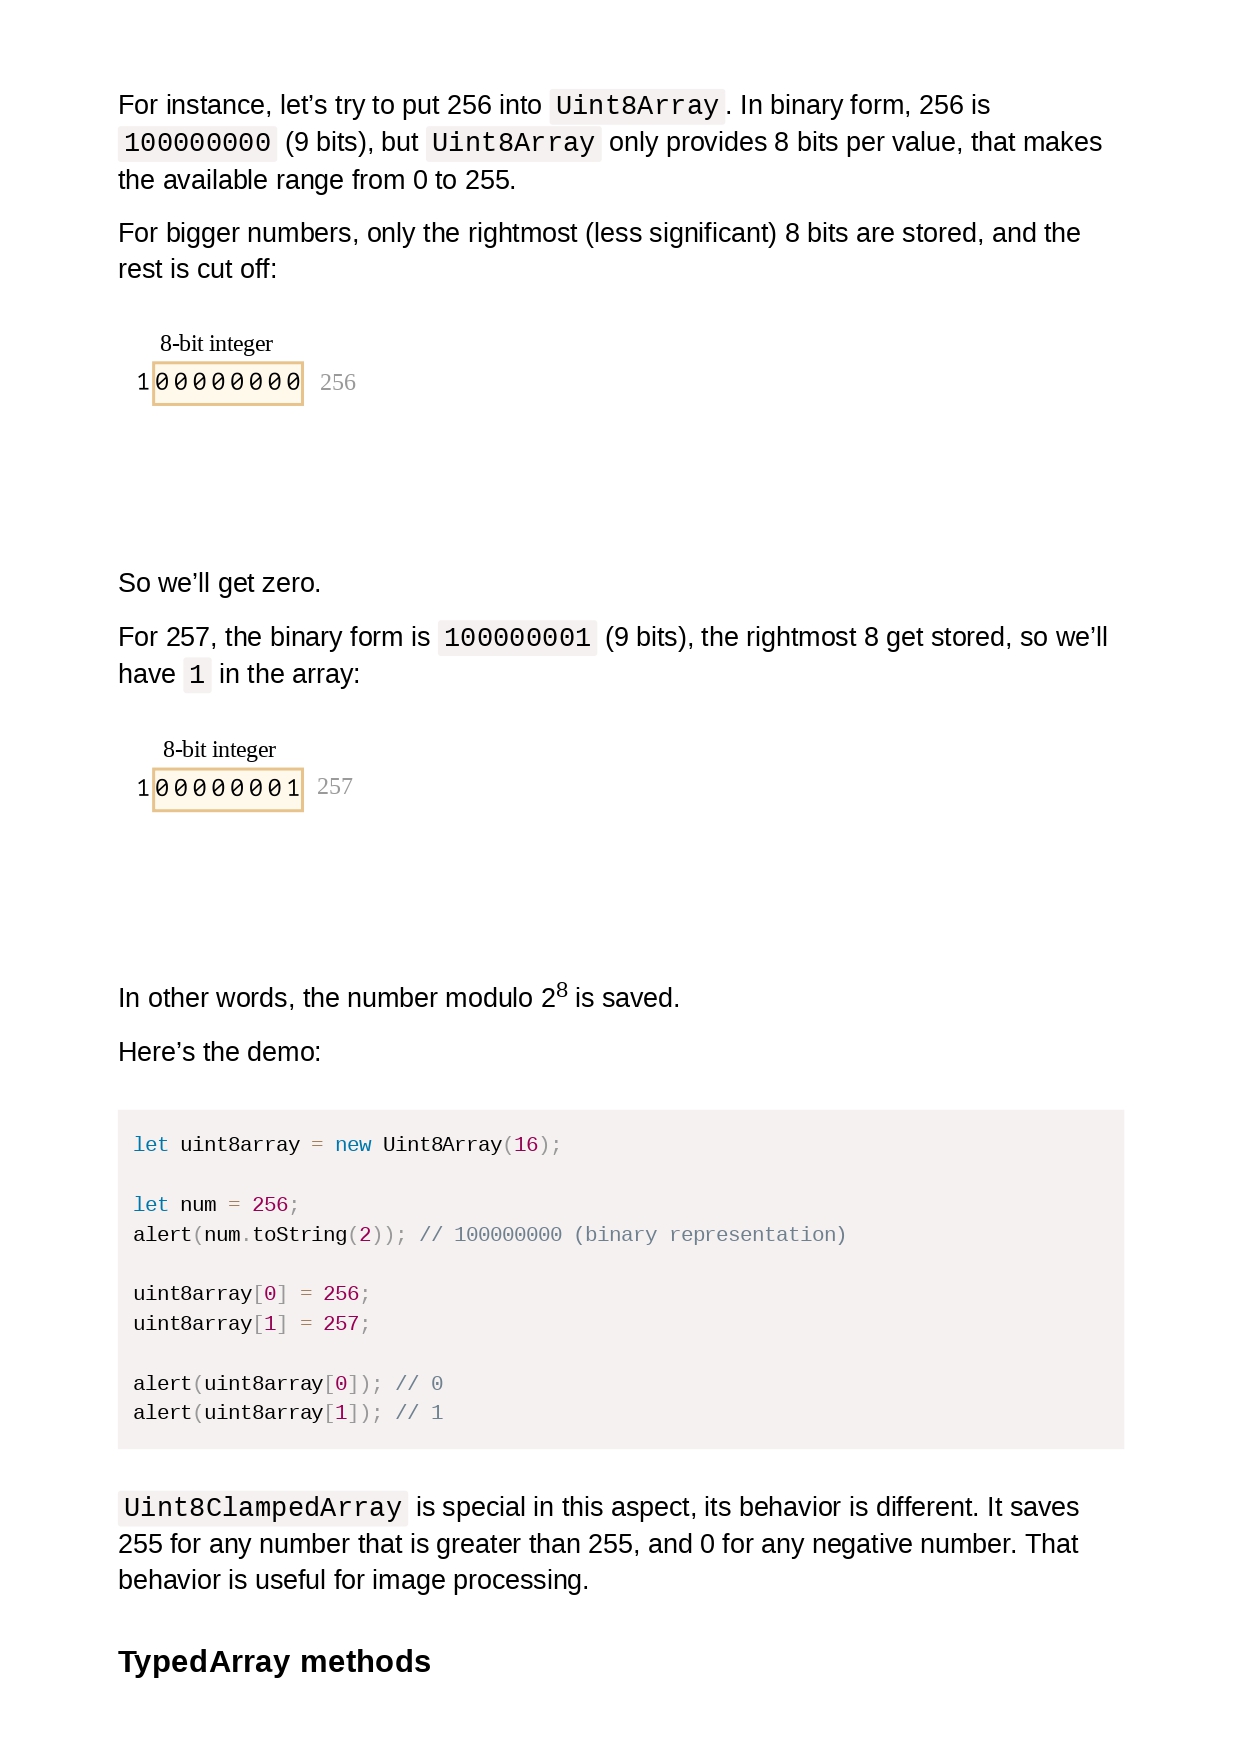 For instance, let’s try to put 256 into Uint8Array. In binary form, 256 is
100000000 (9 bits), but Uint8Array only provides 8 bits per value, that makes
the available range from 0 to 255.
For bigger numbers, only the rightmost (less significant) 8 bits are stored, and the
rest is cut off:
8-bit integer
100000000 256
So we’ll get zero.
For 257, the binary form is 100000001 (9 bits), the rightmost 8 get stored, so we’ll
have 1 in the array:
8-bit integer
100000001 257
In other words, the number modulo 2⁸ is saved.
Here’s the demo:
let uint8array = new Uint8Array(16);
let num = 256;
alert(num.toString(2)); // 100000000 (binary representation)
uint8array[0] = 256;
uint8array[1] = 257;
alert(uint8array[0]); // 0
alert(uint8array[1]); // 1
Uint8ClampedArray is special in this aspect, its behavior is different. It saves
255 for any number that is greater than 255, and 0 for any negative number. That
behavior is useful for image processing.
TypedArray methods